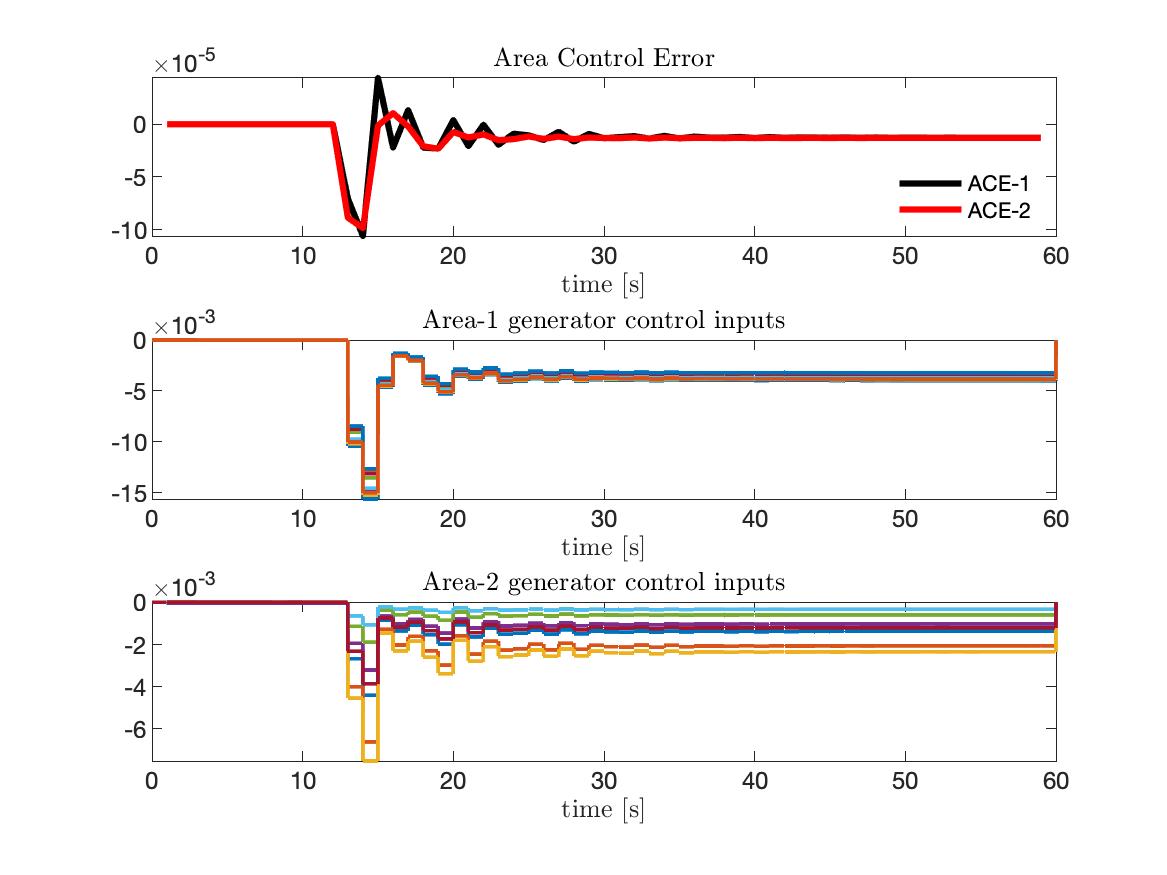 Area Control Error
×10-5
0
-5
-10
ACE-1
ACE-2
0 10 20 30 40 50 60
time [s]
Area-1 generator control inputs
×10-3
0
-5
-10
-15
0 10 20 30 40 50 60
time [s]
Area-2 generator control inputs
×10-3
0
-2
-4
-6
0 10 20 30 40 50 60
time [s]